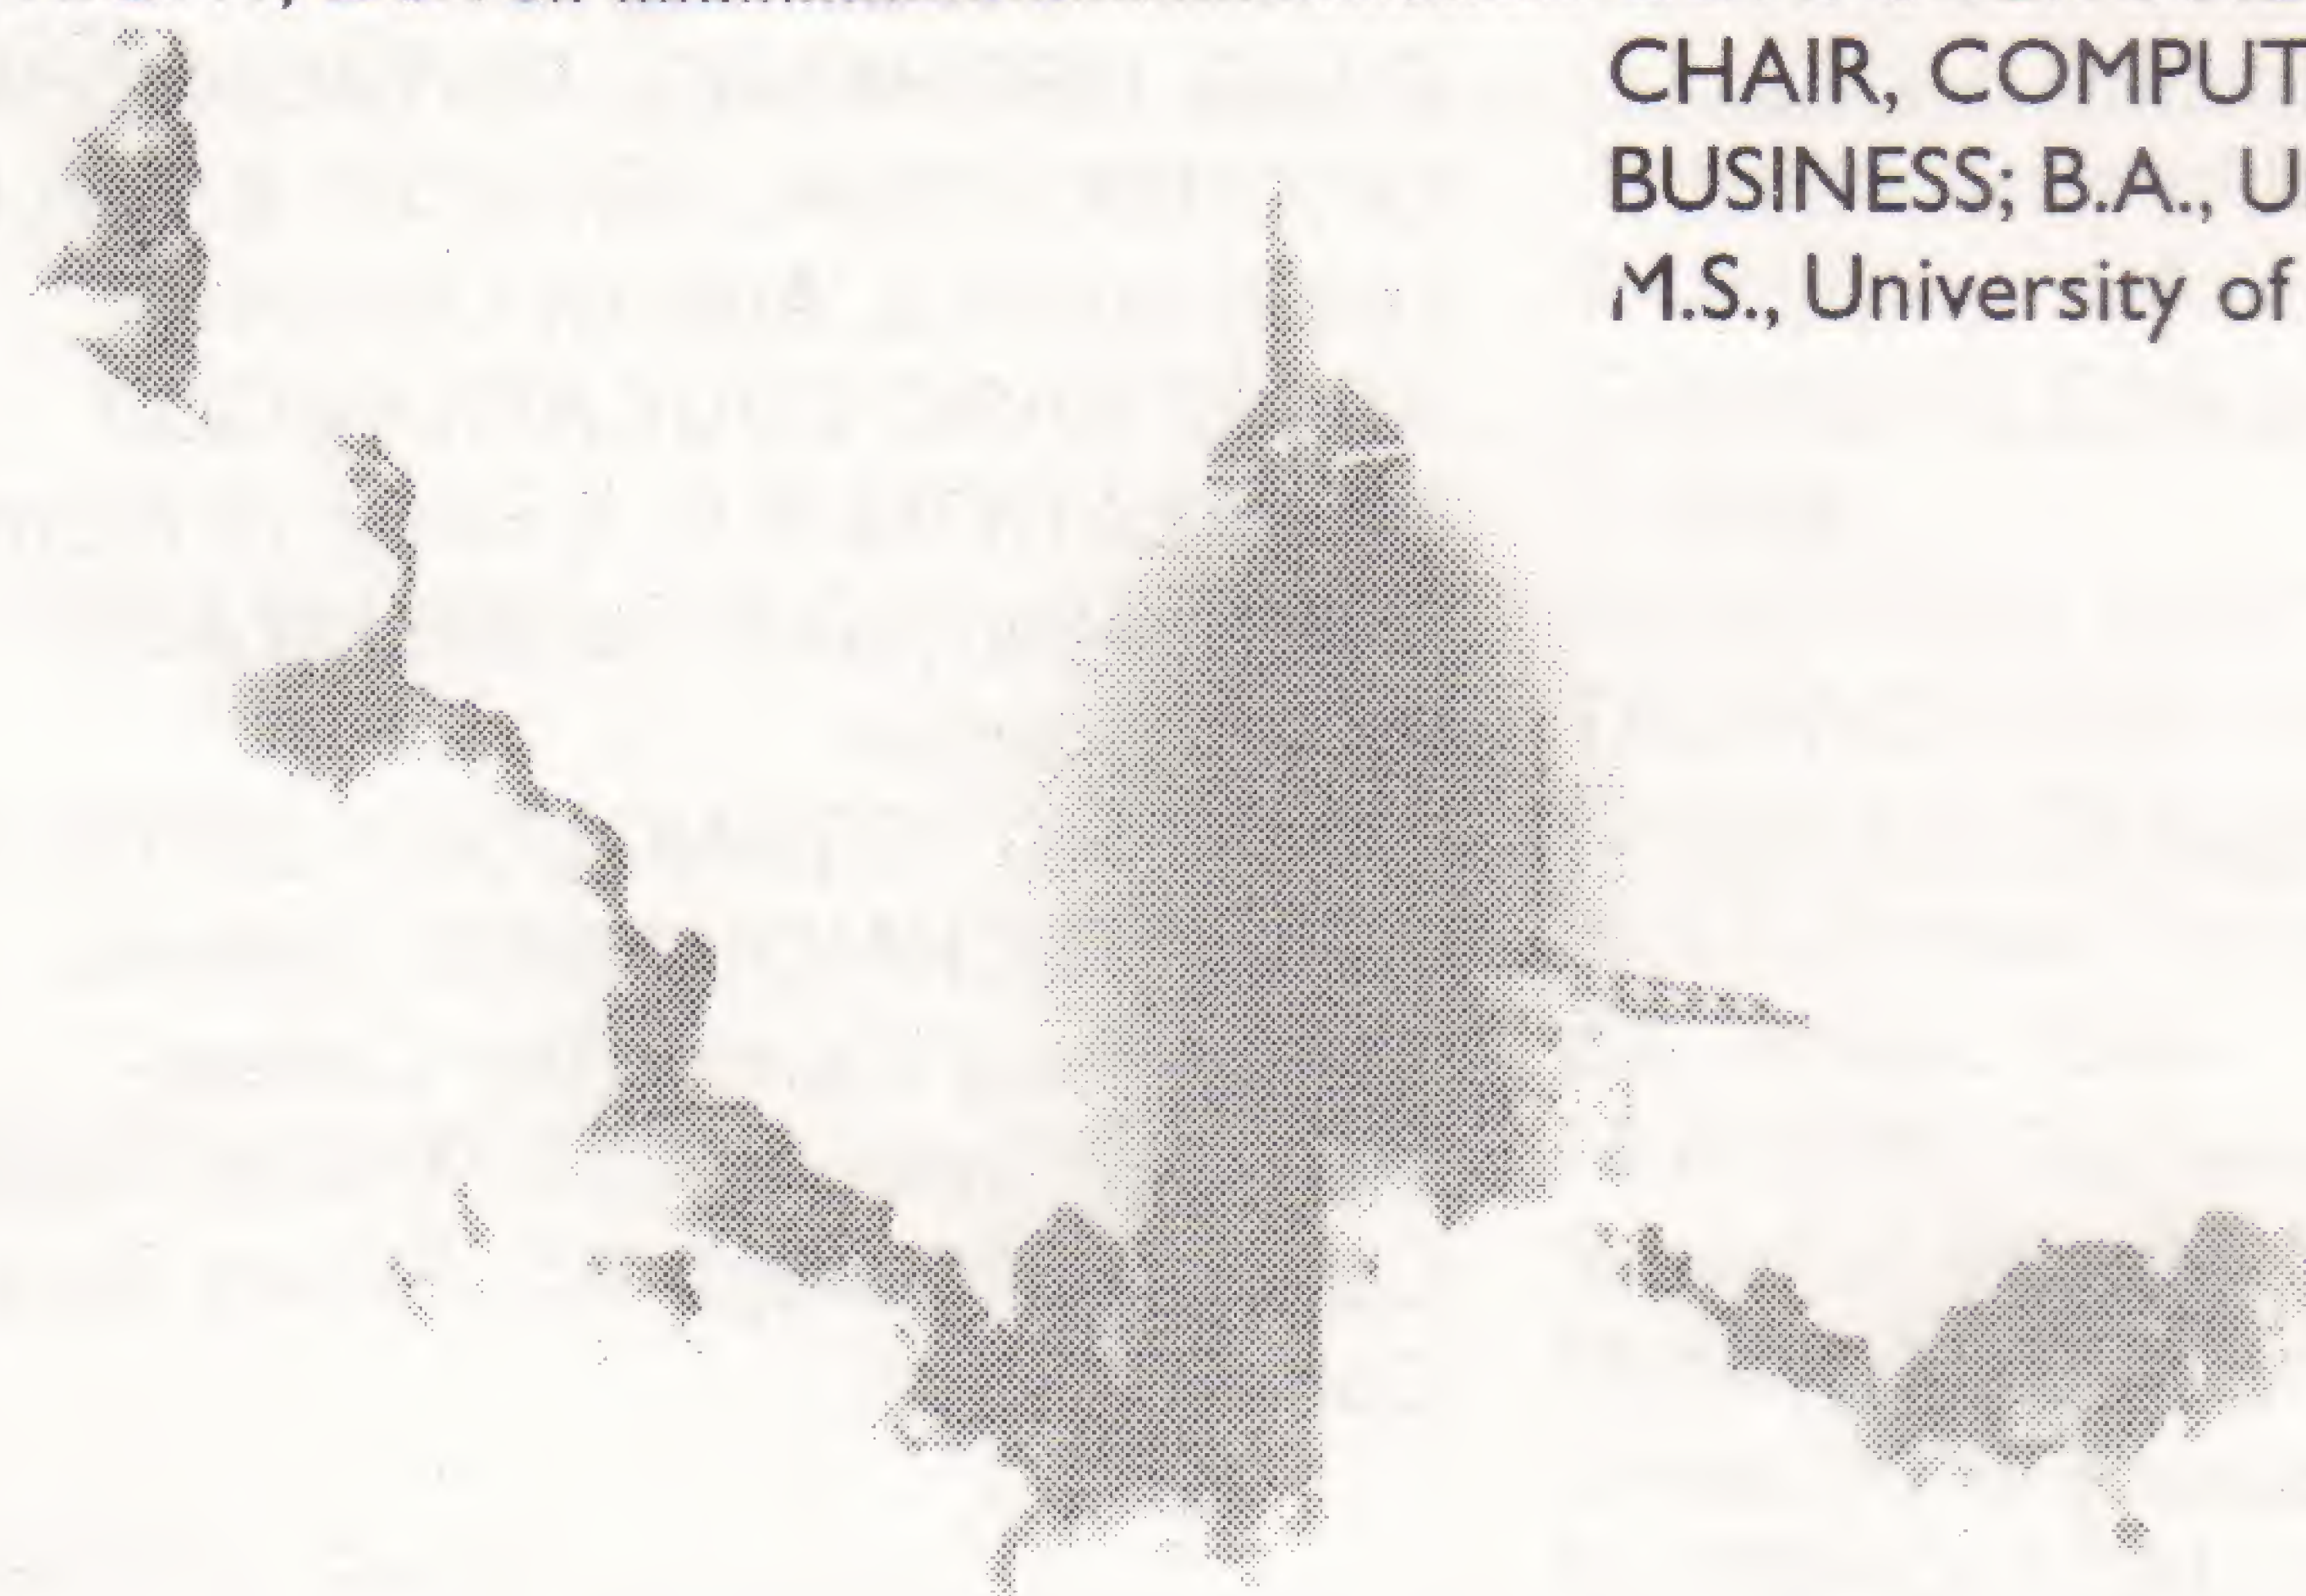 CHAIR, COMPUT
BUSINESS; B.A., U
M.S., University of